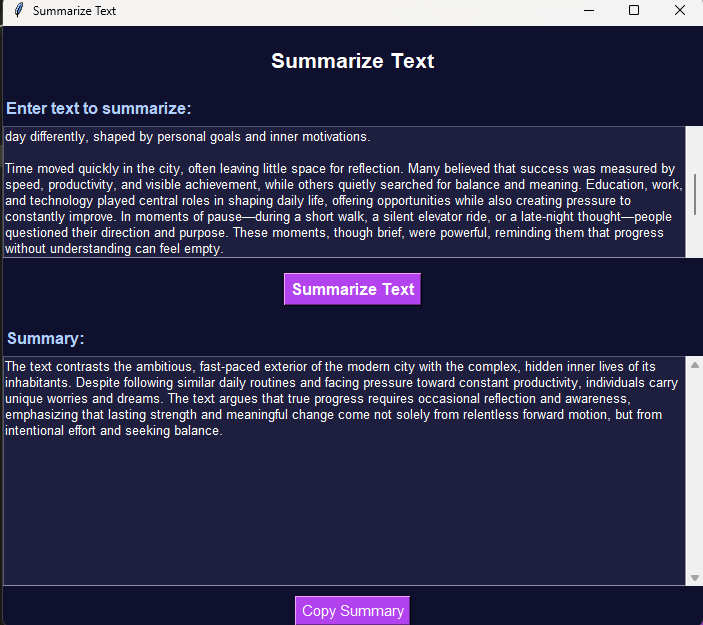 Summarize Text
Summarize Text
Enter text to summarize:
day differently, shaped by personal goals and inner motivations.
Time moved quickly in the city, often leaving little space for reflection. Many believed that success was measured by
speed, productivity, and visible achievement, while others quietly searched for balance and meaning. Education, work,
and technology played central roles in shaping daily life, offering opportunities while also creating pressure to
constantly improve. In moments of pause—during a short walk, a silent elevator ride, or a late-night thought—people
questioned their direction and purpose. These moments, though brief, were powerful, reminding them that progress
without understanding can feel empty.
Summarize Text
Summary:
The text contrasts the ambitious, fast-paced exterior of the modern city with the complex, hidden inner lives of its
inhabitants. Despite following similar daily routines and facing pressure toward constant productivity, individuals carry
unique worries and dreams. The text argues that true progress requires occasional reflection and awareness,
emphasizing that lasting strength and meaningful change come not solely from relentless forward motion, but from
intentional effort and seeking balance.
Copy Summary